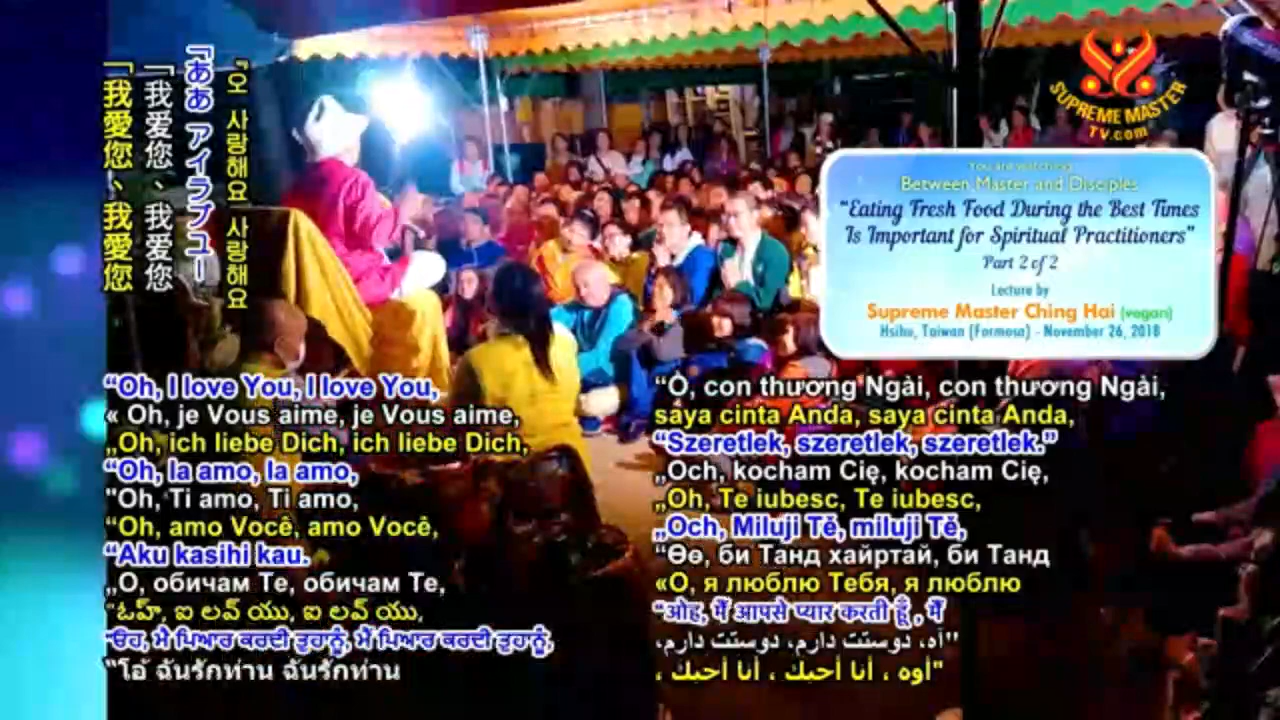 『오 사랑해요 사랑해요
『ああ アイラブユー
「我爱您、我爱您
「我愛您、我愛您
SUPREME MASTER
TV.com
You are watching
Between Master and Disciples
“Eating Fresh Food During the Best Times
Is Important for Spiritual Practitioners”
Part 2 of 2
Lecture by
Supreme Master Ching Hai (vegan)
Hsihu, Taiwan (Formosa) - November 26, 2018
“Oh, I love You, I love You,
« Oh, je Vous aime, je Vous aime,
„Oh, ich liebe Dich, ich liebe Dich,
“Oh, la amo, la amo,
"Oh, Ti amo, Ti amo,
“Oh, amo Você, amo Você,
“Aku kasihi kau.
„О, обичам Те, обичам Те,
“ఓహ్, ఐ లవ్ యు, ఐ లవ్ యు,
“ਓਹ, ਮੈਂ ਪਿਆਰ ਕਰਦੀ ਤੁਹਾਨੂੰ, ਮੈਂ ਪਿਆਰ ਕਰਦੀ ਤੁਹਾਨੂੰ,
“โอ้ ฉันรักท่าน ฉันรักท่าน
“Ồ, con thương Ngài, con thương Ngài,
saya cinta Anda, saya cinta Anda,
“Szeretlek, szeretlek, szeretlek.”
„Och, kocham Cię, kocham Cię,
„Oh, Te iubesc, Te iubesc,
„Och, Miluji Tě, miluji Tě,
“Өө, би Танд хайртай, би Танд
«О, я люблю Тебя, я люблю
“ओह, मैं आपसे प्यार करती हूँ , मैं
"آه، دوستت دارم، دوستت دارم،
"أوه ، أنا أحبك ، أنا أحبك ،